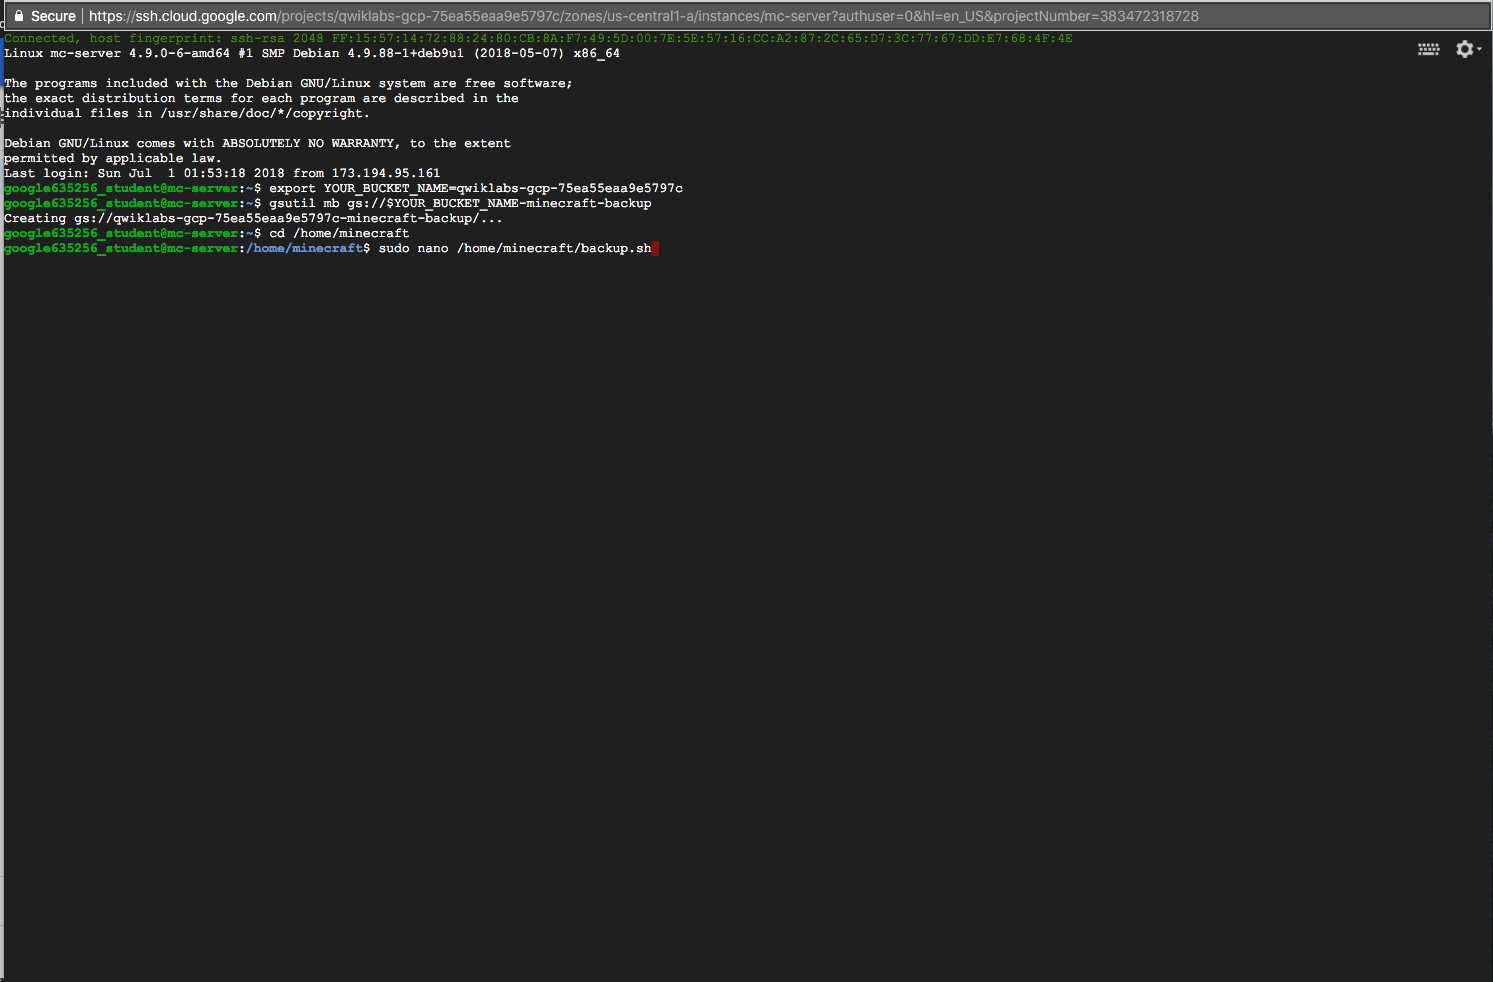 Secure | https://ssh.cloud.google.com/projects/qwiklabs-gcp-75ea55eaa9e5797c/zones/us-central1-a/instances/mc-server?authuser=0&hl=en_US&projectNumber=383472318728
Connected, host fingerprint: ssh-rsa 2048 FF:15:57:14:72:88:24:80:CB:8A:F7:49:5D:00:7E:5E:57:16:CC:A2:87:2C:65:D7:3C:77:67:DD:E7:68:4F:4E
Linux mc-server 4.9.0-6-amd64 #1 SMP Debian 4.9.88-1+deb9u1 (2018-05-07) x86_64
The programs included with the Debian GNU/Linux system are free software;
the exact distribution terms for each program are described in the
individual files in /usr/share/doc/*/copyright.
Debian GNU/Linux comes with ABSOLUTELY NO WARRANTY, to the extent
permitted by applicable law.
Last login: Sun Jul  1 01:53:18 2018 from 173.194.95.161
google635256_student@mc-server:~$ export YOUR_BUCKET_NAME=qwiklabs-gcp-75ea55eaa9e5797c
google635256_student@mc-server:~$ gsutil mb gs://$YOUR_BUCKET_NAME-minecraft-backup
Creating gs://qwiklabs-gcp-75ea55eaa9e5797c-minecraft-backup/...
google635256_student@mc-server:~$ cd /home/minecraft
google635256_student@mc-server:/home/minecraft$ sudo nano /home/minecraft/backup.sh